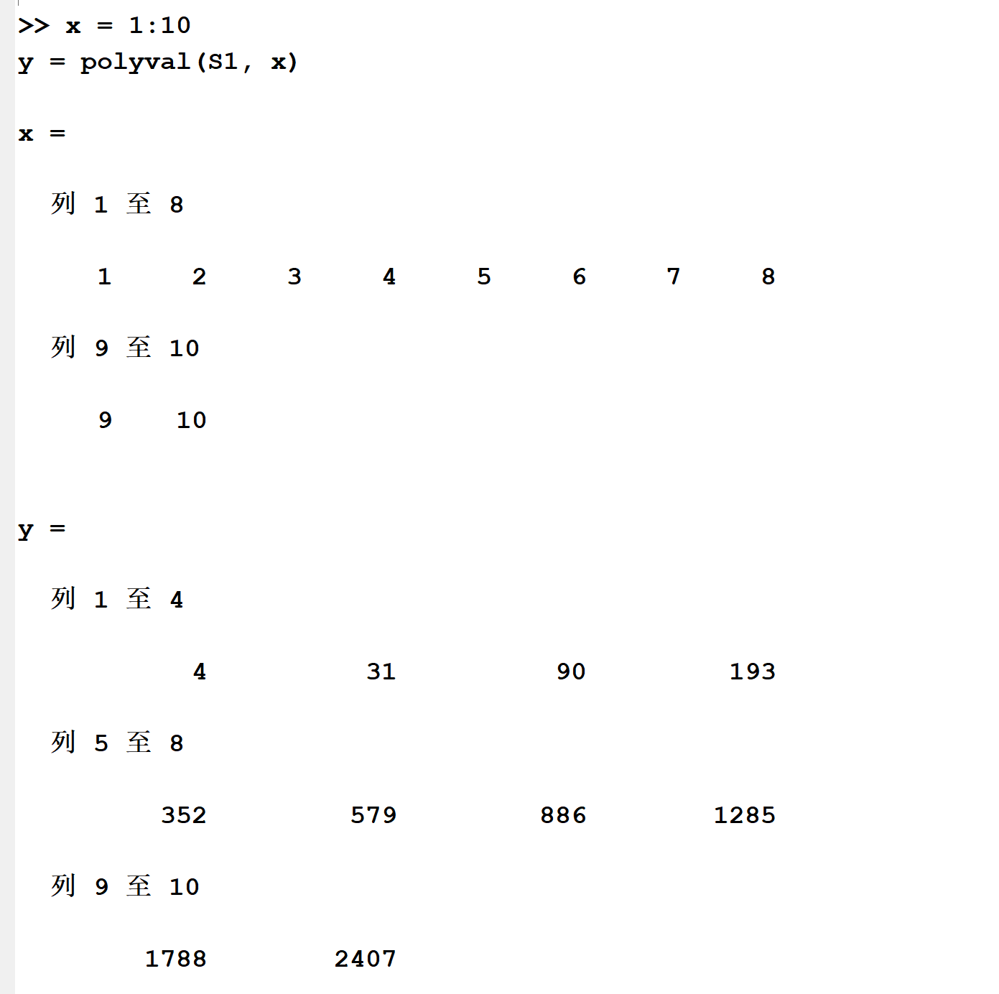 >> x = 1:10
y = polyval(S1, x)
x =
列 1 至 8
1 2 3 4 5 6 7 8
列 9 至 10
9 10
y =
列 1 至 4
4 31 90 193
列 5 至 8
352 579 886 1285
列 9 至 10
1788 2407